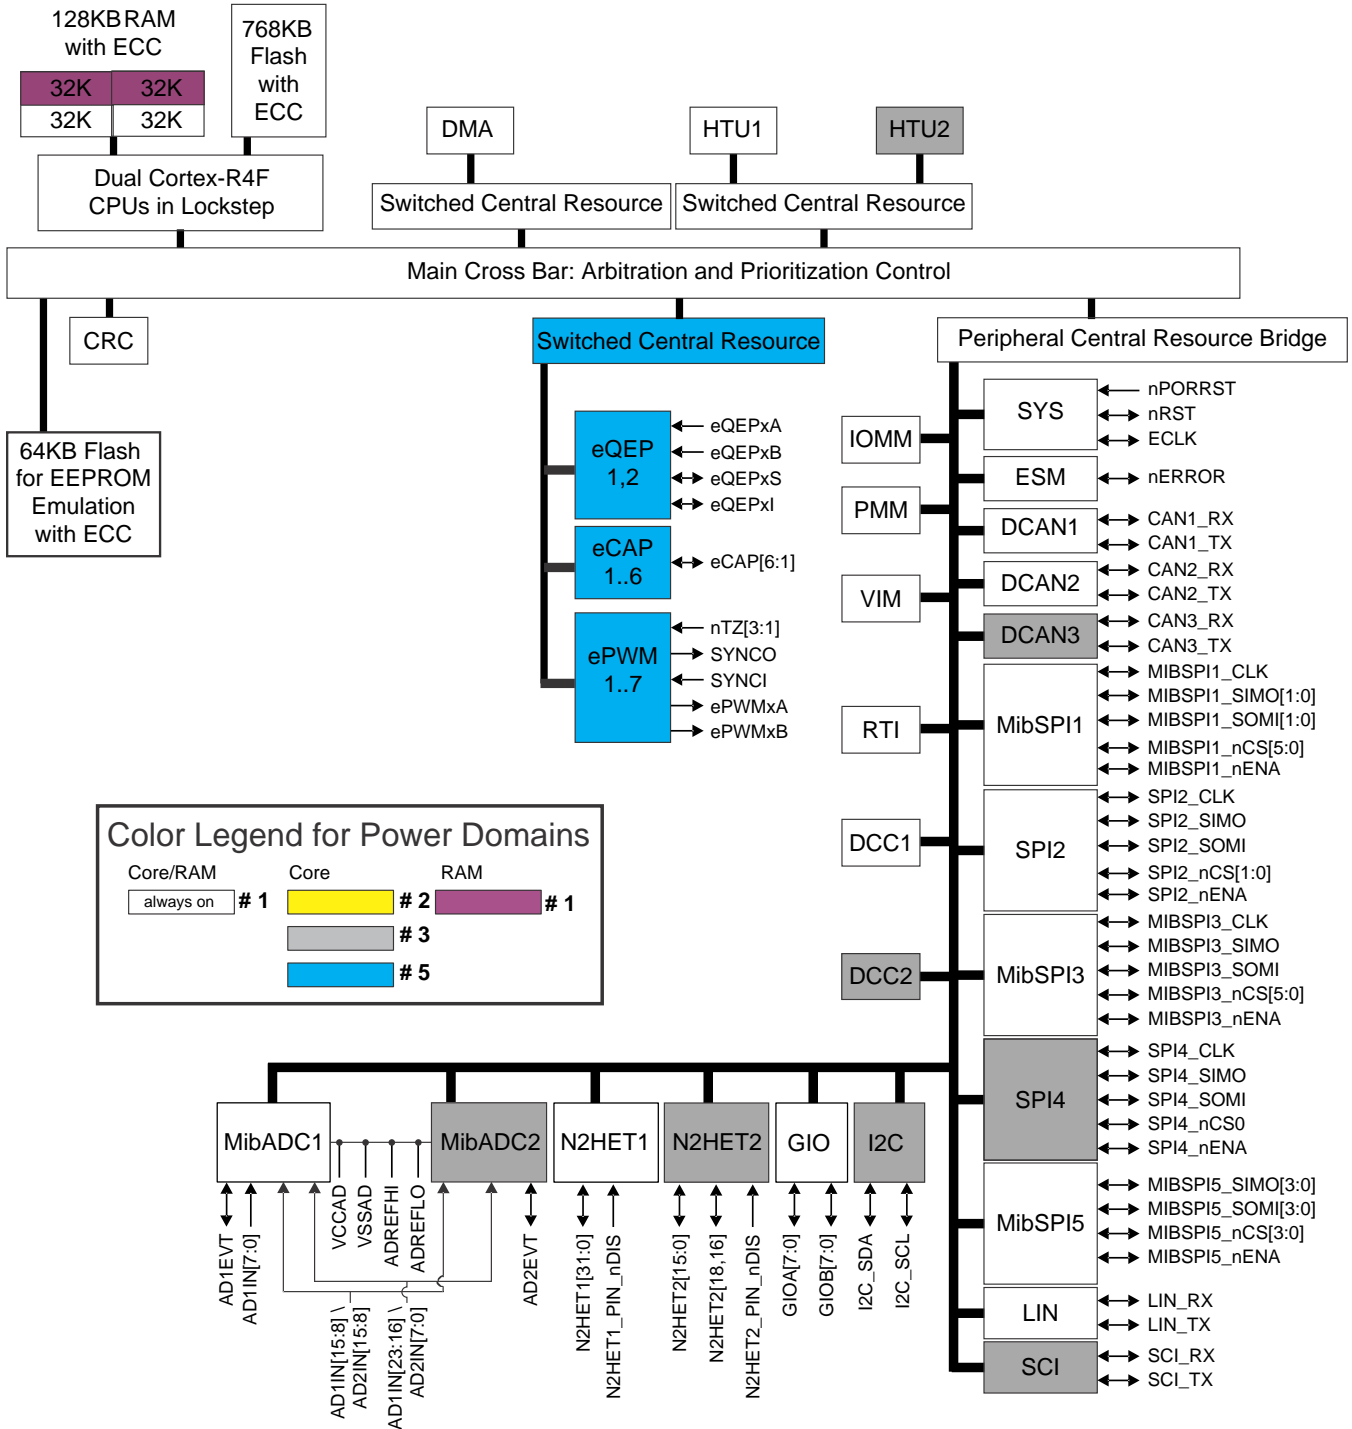 128KB RAM
with ECC
32K 32K
32K 32K
768KB
Flash
with
ECC
DMA
HTU1
HTU2
Dual Cortex-R4F
CPUs in Lockstep
Switched Central Resource
Switched Central Resource
Main Cross Bar: Arbitration and Prioritization Control
CRC
Switched Central Resource
Peripheral Central Resource Bridge
64KB Flash
for EEPROM
Emulation
with ECC
eQEP
1,2
eQEPxA
eQEPxB
eQEPxS
eQEPxI
eCAP
1..6
eCAP[6:1]
ePWM
1..7
nTZ[3:1]
SYNCO
SYNCI
ePWMxA
ePWMxB
IOMM
PMM
VIM
RTI
DCC1
DCC2
SYS
nPORRST
nRST
ECLK
ESM
nERROR
DCAN1
CAN1_RX
CAN1_TX
DCAN2
CAN2_RX
CAN2_TX
DCAN3
CAN3_RX
CAN3_TX
MibSPI1
MIBSPI1_CLK
MIBSPI1_SIMO[1:0]
MIBSPI1_SOMI[1:0]
MIBSPI1_nCS[5:0]
MIBSPI1_nENA
SPI2
SPI2_CLK
SPI2_SIMO
SPI2_SOMI
SPI2_nCS[1:0]
SPI2_nENA
MibSPI3
MIBSPI3_CLK
MIBSPI3_SIMO
MIBSPI3_SOMI
MIBSPI3_nCS[5:0]
MIBSPI3_nENA
SPI4
SPI4_CLK
SPI4_SIMO
SPI4_SOMI
SPI4_nCS0
SPI4_nENA
MibSPI5
MIBSPI5_SIMO[3:0]
MIBSPI5_SOMI[3:0]
MIBSPI5_nCS[3:0]
MIBSPI5_nENA
LIN
LIN_RX
LIN_TX
SCI
SCI_RX
SCI_TX
Color Legend for Power Domains
Core/RAM Core RAM
always on # 1 # 2 # 1
# 3
# 5
MibADC1
MibADC2
N2HET1
N2HET2
GIO
I2C
AD1EVT
AD1IN[7:0]
VCCAD
VSSAD
ADREFHI
ADREFLO
AD1IN[15:8] \
AD2IN[15:8]
AD1IN[23:16] \
AD2IN[7:0]
AD2EVT
N2HET1[31:0]
N2HET1_PIN_nDIS
N2HET2[15:0]
N2HET2[18,16]
N2HET2_PIN_nDIS
GIOA[7:0]
GIOB[7:0]
I2C_SDA
I2C_SCL